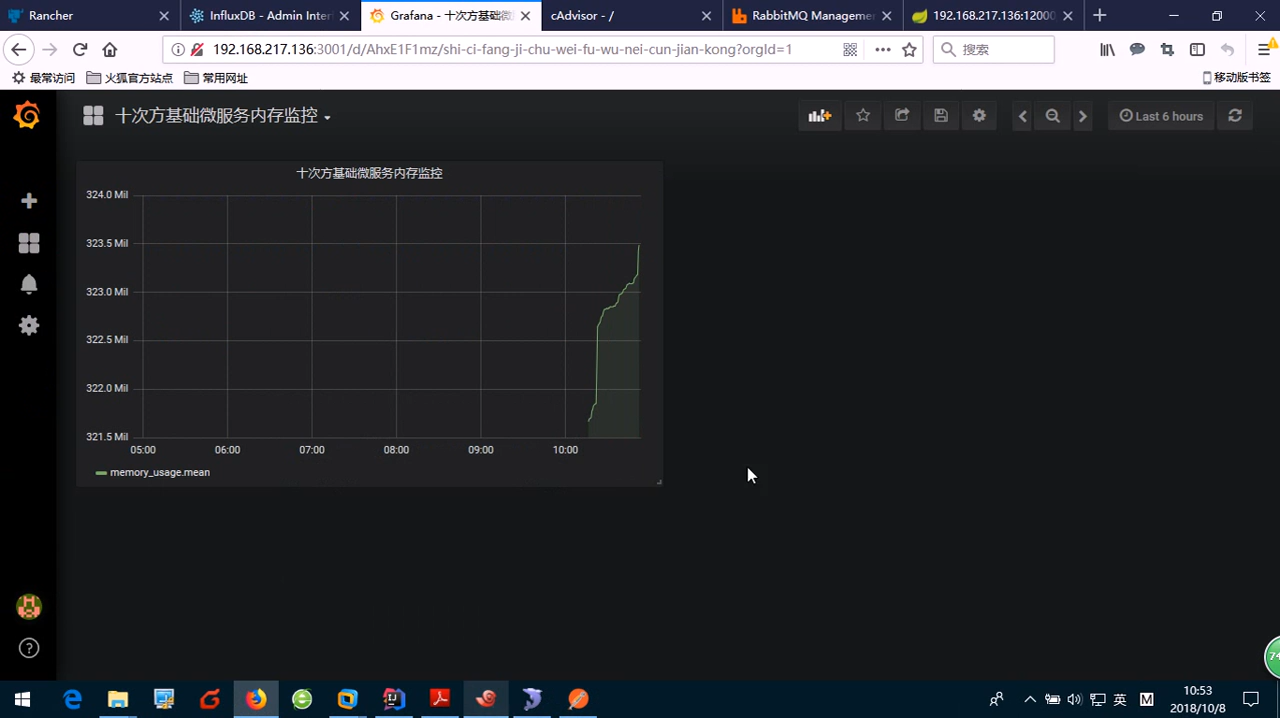 Rancher
InfluxDB - Admin Inter
Grafana - 十次方基础微
cAdvisor - /
RabbitMQ Manageme
192.168.217.136:12000
192.168.217.136:3001/d/AhxE1F1mz/shi-ci-fang-ji-chu-wei-fu-wu-nei-cun-jian-kong?orgId=1
搜索
最常访问
火狐官方站点
常用网址
移动版书签
十次方基础微服务内存监控
Last 6 hours
十次方基础微服务内存监控
324.0 Mil
323.5 Mil
323.0 Mil
322.5 Mil
322.0 Mil
321.5 Mil
05:00 06:00 07:00 08:00 09:00 10:00
memory_usage.mean
74
英
M
10:53
2018/10/8